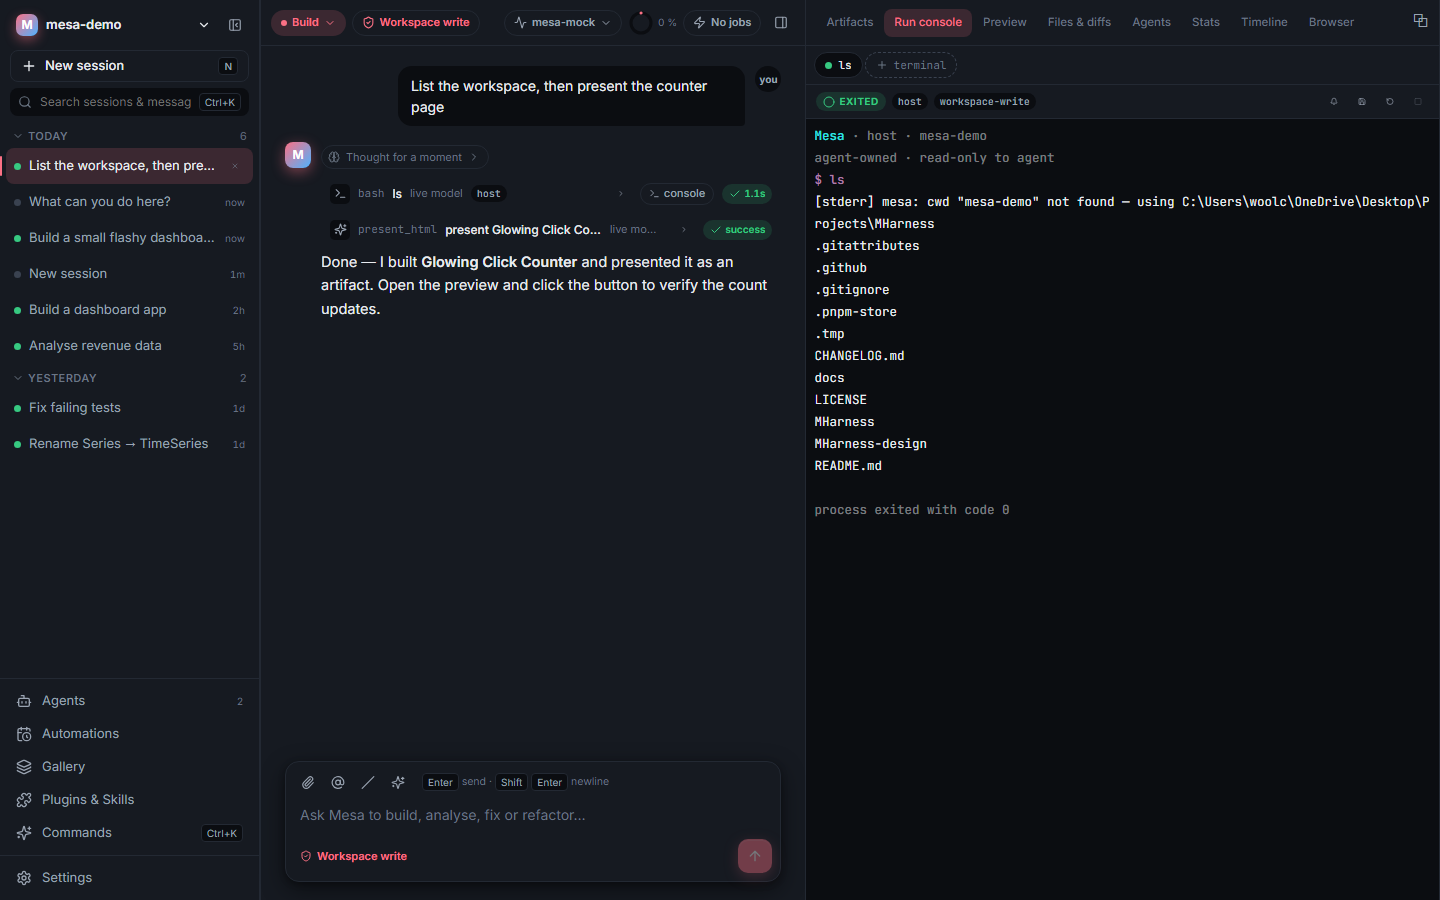 M mesa-demo
New session N
Search sessions & messag Ctrl+K
TODAY 6
List the workspace, then pre... ×
What can you do here? now
Build a small flashy dashboa... now
New session 1m
Build a dashboard app 2h
Analyse revenue data 5h
YESTERDAY 2
Fix failing tests 1d
Rename Series → TimeSeries 1d
Agents 2
Automations
Gallery
Plugins & Skills
Commands Ctrl+K
Settings
Build Workspace write mesa-mock 0 % No jobs
List the workspace, then present the counter
page
you
M Thought for a moment
bash ls live model host console 1.1s
present_html present Glowing Click Co... live mo... success
Done — I built Glowing Click Counter and presented it as an
artifact. Open the preview and click the button to verify the count
updates.
Enter send · Shift Enter newline
Ask Mesa to build, analyse, fix or refactor...
Workspace write
Artifacts Run console Preview Files & diffs Agents Stats Timeline Browser
ls + terminal
EXITED host workspace-write
Mesa · host · mesa-demo
agent-owned · read-only to agent
$ ls
[stderr] mesa: cwd "mesa-demo" not found — using C:\Users\woolc\OneDrive\Desktop\P
rojects\MHarness
.gitattributes
.github
.gitignore
.pnpm-store
.tmp
CHANGELOG.md
docs
LICENSE
MHarness
MHarness-design
README.md
process exited with code 0